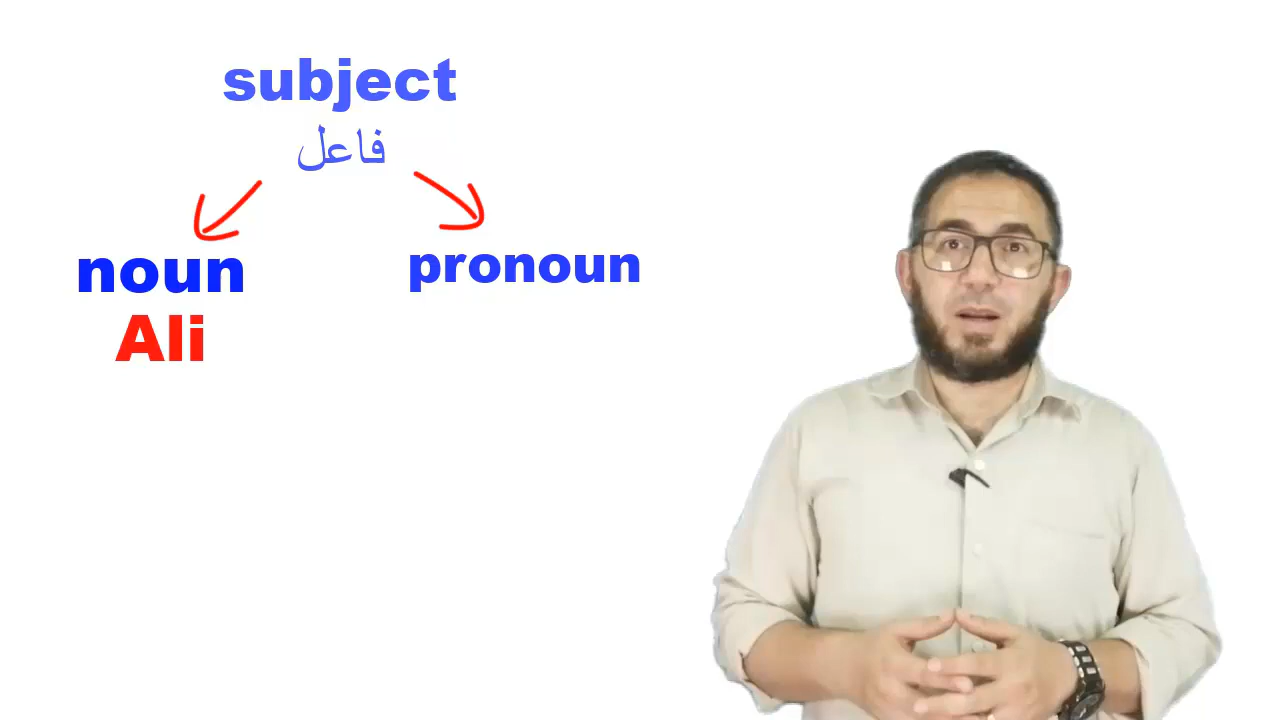 subject
فاعل
noun
pronoun
Ali